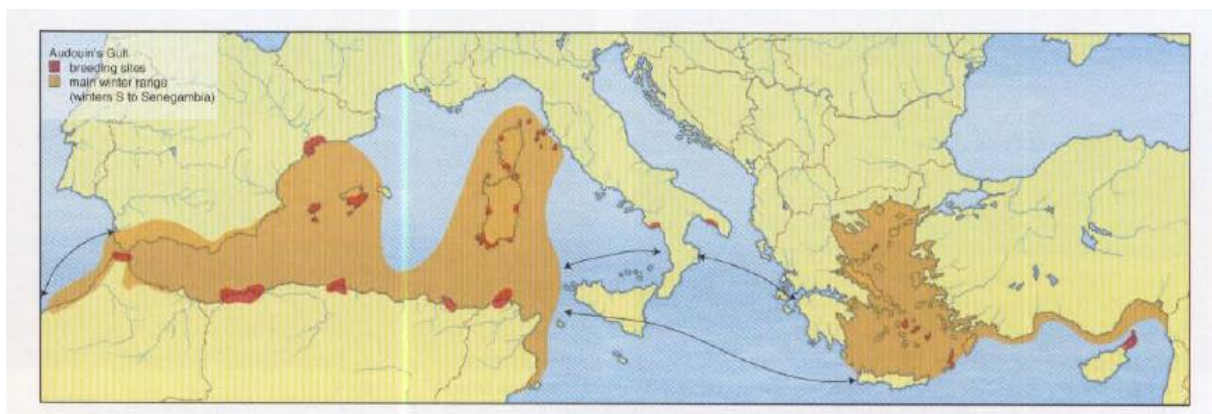 Audouin's Gull
breeding sites
main winter range
(winters S to Senegambia)